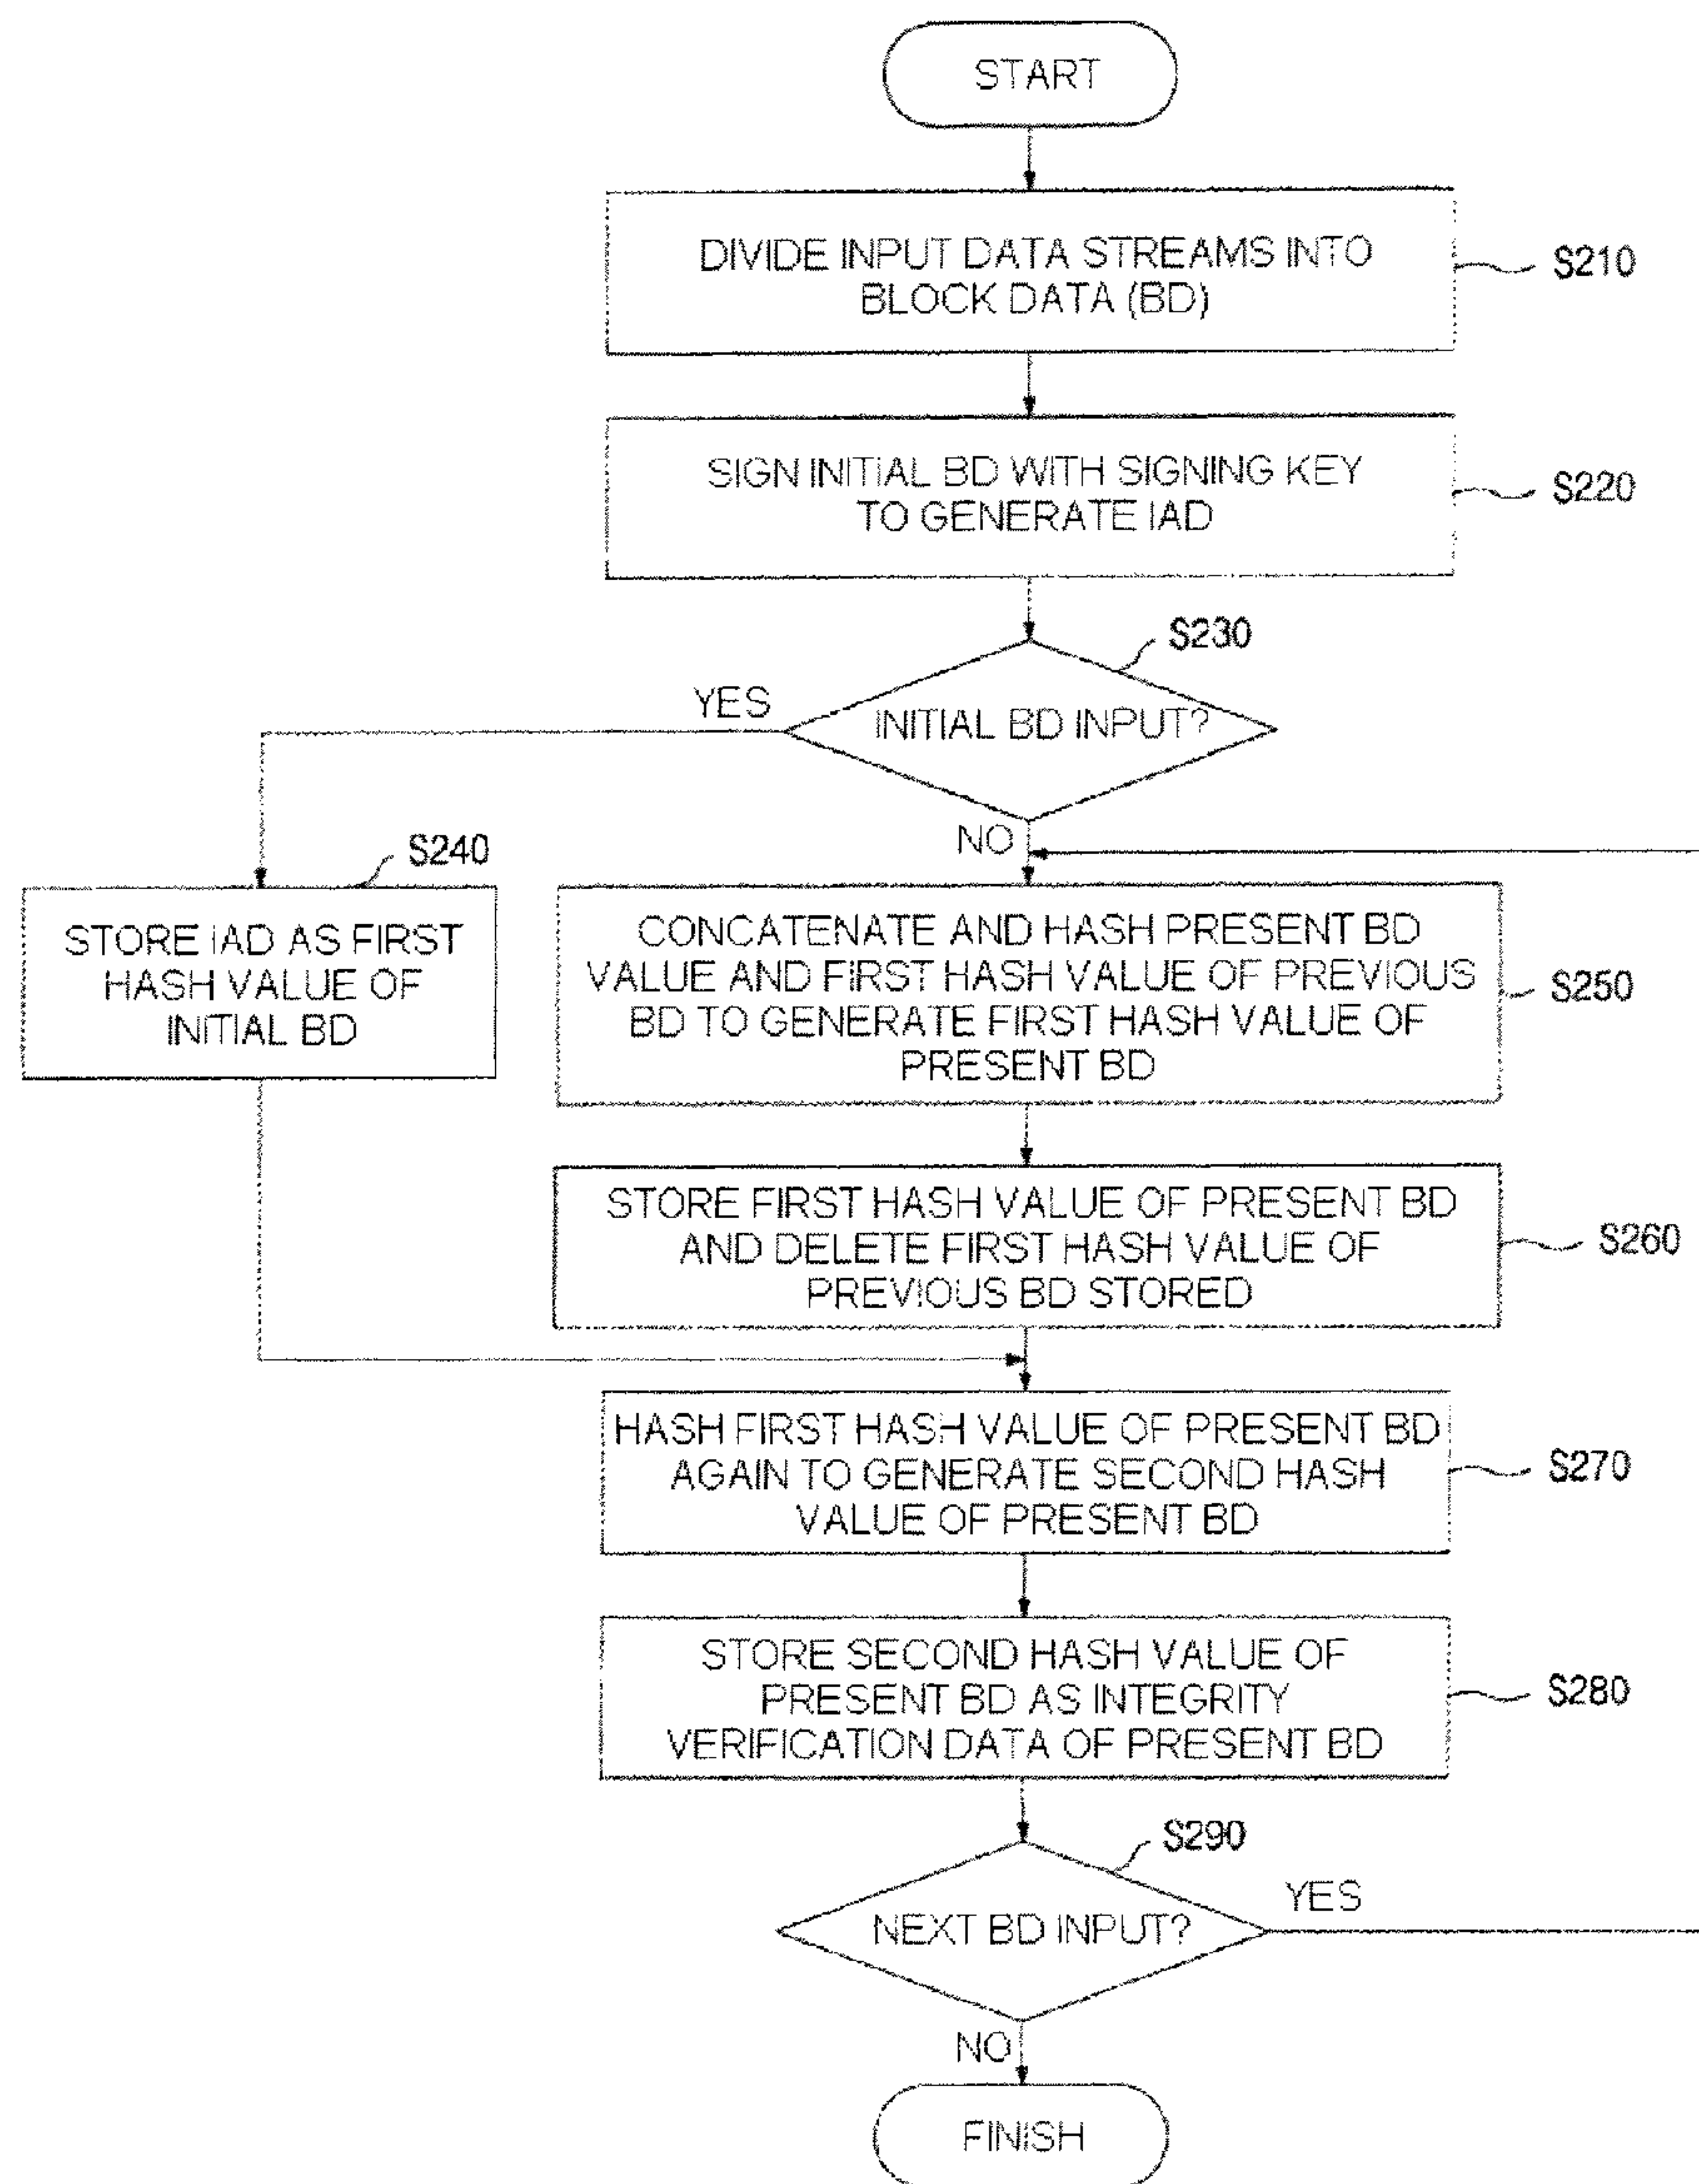 START
DIVIDE INPUT DATA STREAMS INTO
BLOCK DATA (BD)
S210
SIGN INITIAL BD WITH SIGNING KEY
TO GENERATE IAD
S220
S230
INITIAL BD INPUT?
YES
NO
S240
STORE IAD AS FIRST
HASH VALUE OF
INITIAL BD
CONCATENATE AND HASH PRESENT BD
VALUE AND FIRST HASH VALUE OF PREVIOUS
BD TO GENERATE FIRST HASH VALUE OF
PRESENT BD
S250
STORE FIRST HASH VALUE OF PRESENT BD
AND DELETE FIRST HASH VALUE OF
PREVIOUS BD STORED
S260
HASH FIRST HASH VALUE OF PRESENT BD
AGAIN TO GENERATE SECOND HASH
VALUE OF PRESENT BD
S270
STORE SECOND HASH VALUE OF
PRESENT BD AS INTEGRITY
VERIFICATION DATA OF PRESENT BD
S280
S290
NEXT BD INPUT?
YES
NO
FINISH